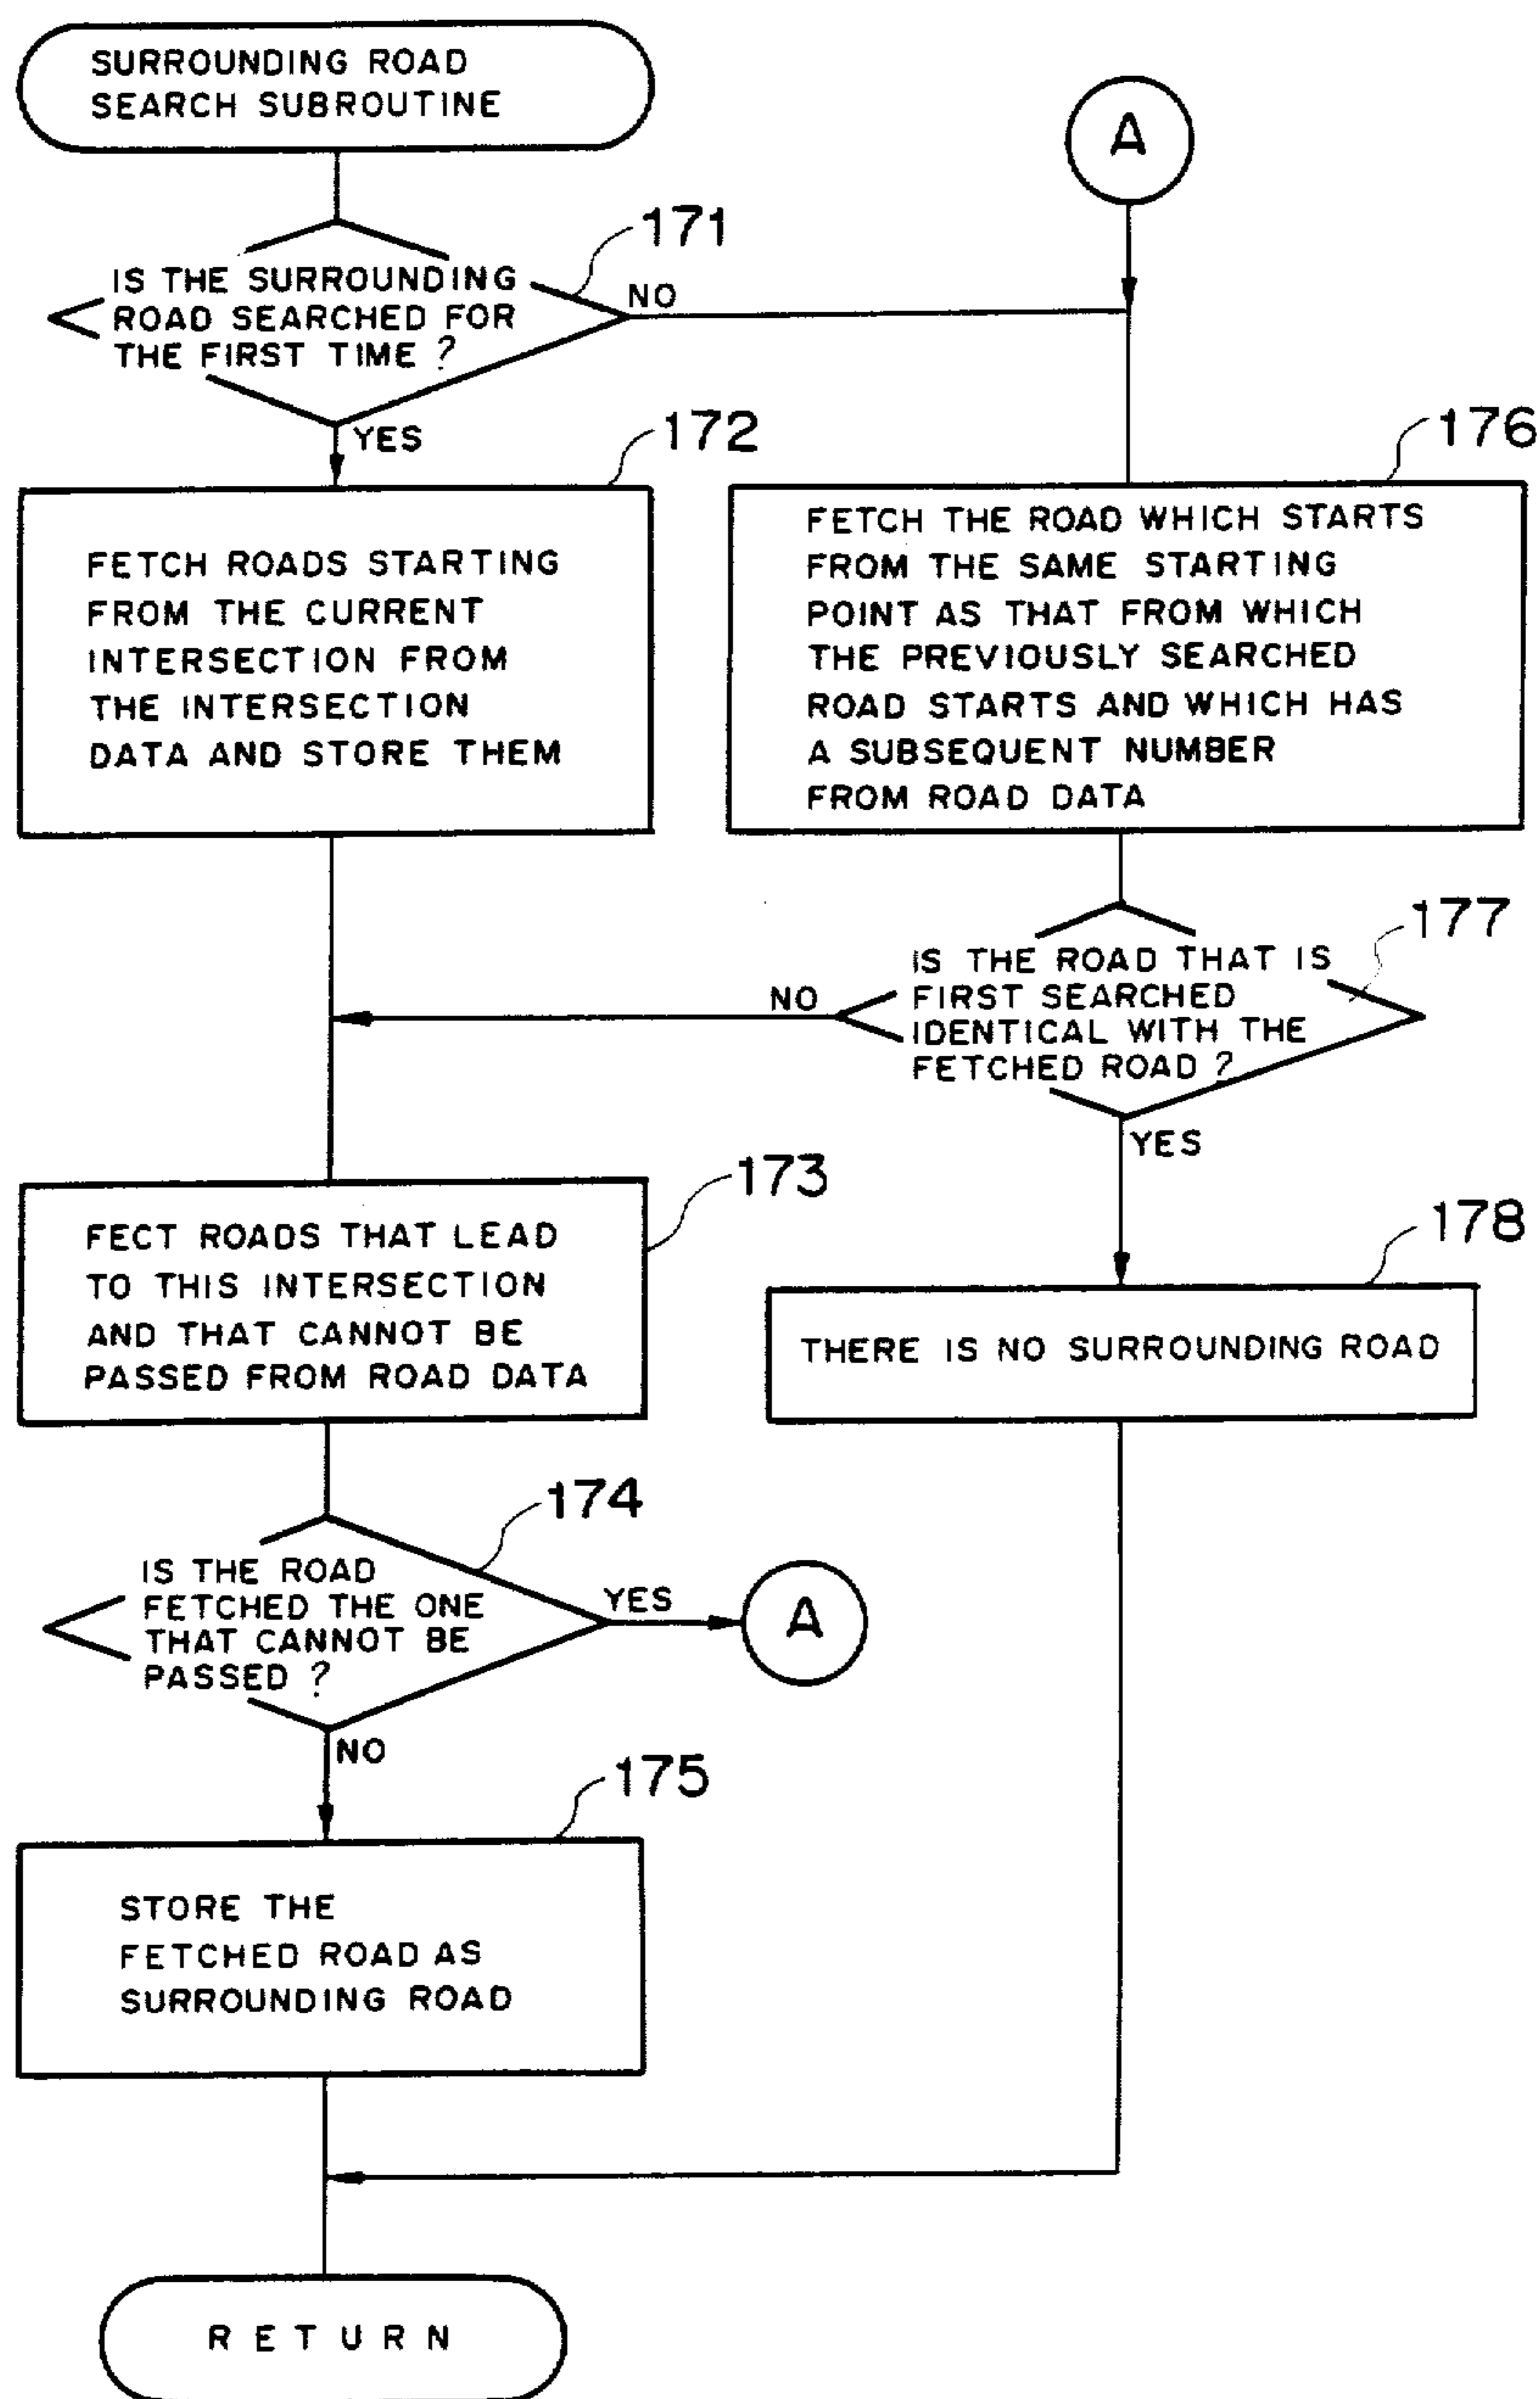 SURROUNDING ROAD
SEARCH SUBROUTINE
A
171
IS THE SURROUNDING
ROAD SEARCHED FOR
THE FIRST TIME ?
NO
YES
172
FETCH ROADS STARTING
FROM THE CURRENT
INTERSECTION FROM
THE INTERSECTION
DATA AND STORE THEM
176
FETCH THE ROAD WHICH STARTS
FROM THE SAME STARTING
POINT AS THAT FROM WHICH
THE PREVIOUSLY SEARCHED
ROAD STARTS AND WHICH HAS
A SUBSEQUENT NUMBER
FROM ROAD DATA
177
IS THE ROAD THAT IS
FIRST SEARCHED
IDENTICAL WITH THE
FETCHED ROAD ?
NO
YES
173
FECT ROADS THAT LEAD
TO THIS INTERSECTION
AND THAT CANNOT BE
PASSED FROM ROAD DATA
178
THERE IS NO SURROUNDING ROAD
174
IS THE ROAD
FETCHED THE ONE
THAT CANNOT BE
PASSED ?
YES
A
NO
175
STORE THE
FETCHED ROAD AS
SURROUNDING ROAD
RETURN